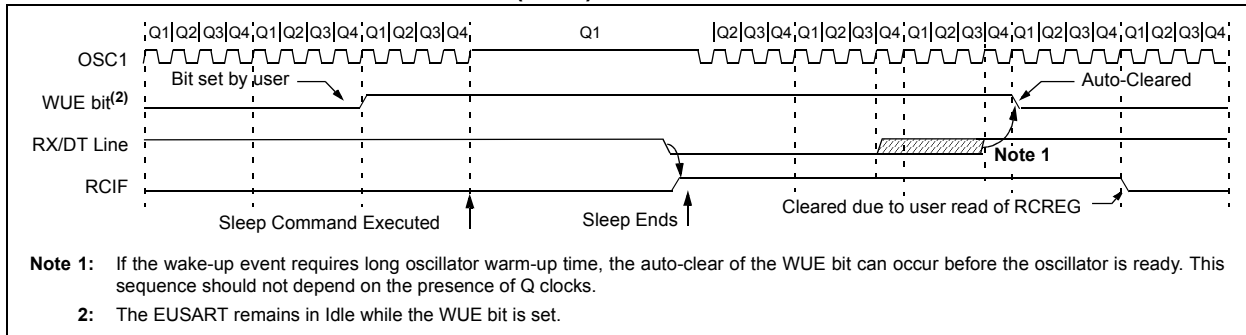 Q1 Q2 Q3 Q4 Q1 Q2 Q3 Q4 Q1 Q2 Q3 Q4 Q1 Q2 Q3 Q4 Q1 Q2 Q3 Q4 Q1 Q2 Q3 Q4 Q1 Q2 Q3 Q4 Q1 Q2 Q3 Q4
OSC1
Bit set by user
Auto-Cleared
WUE bit(2)
RX/DT Line
Note 1
RCIF
Cleared due to user read of RCREG
Sleep Command Executed
Sleep Ends
Note 1: If the wake-up event requires long oscillator warm-up time, the auto-clear of the WUE bit can occur before the oscillator is ready. This
sequence should not depend on the presence of Q clocks.
2: The EUSART remains in Idle while the WUE bit is set.